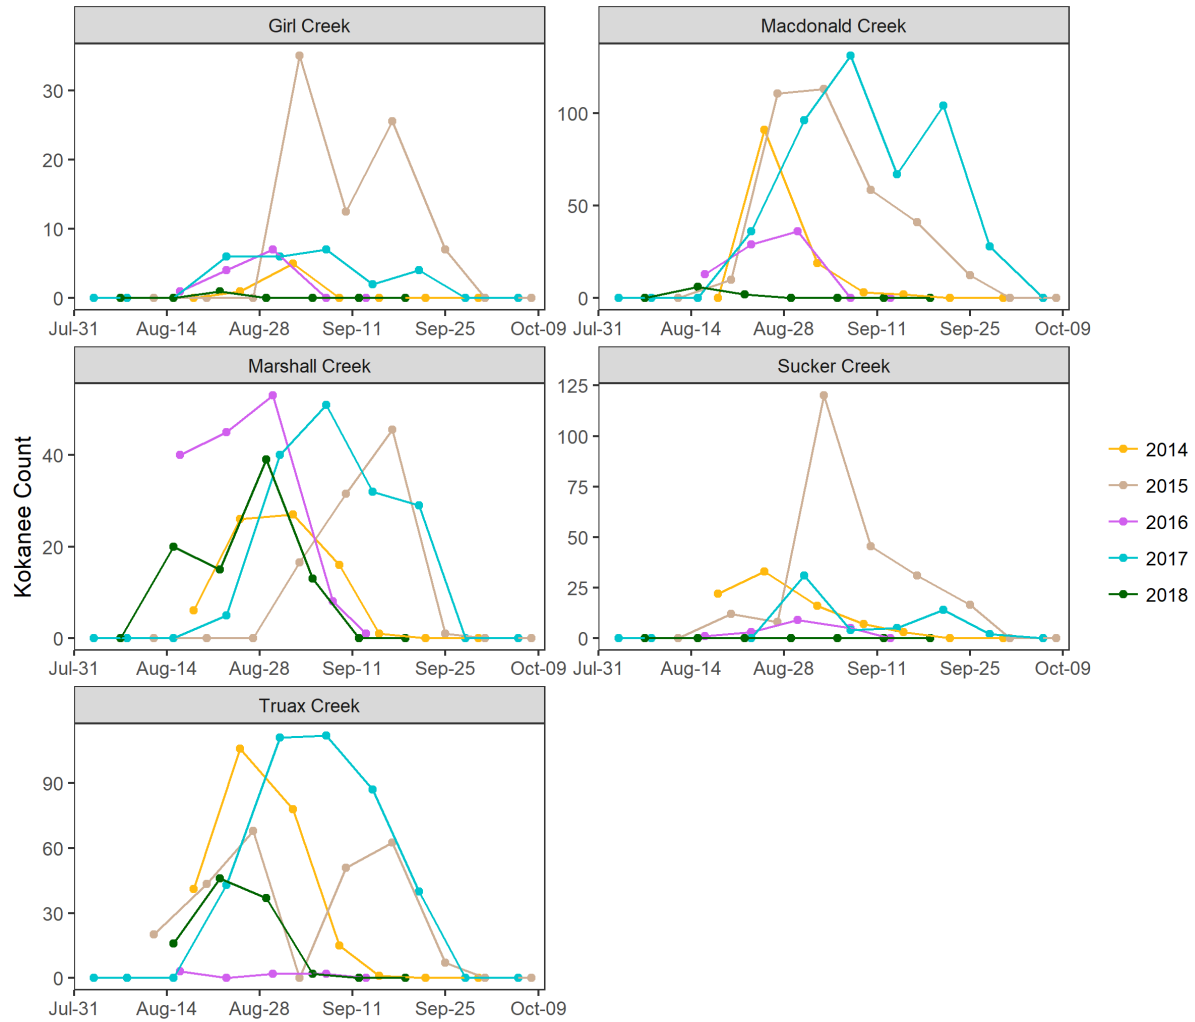 Girl Creek
Macdonald Creek
30
20
10
0
100
50
0
Jul-31 Aug-14 Aug-28 Sep-11 Sep-25 Oct-09
Jul-31 Aug-14 Aug-28 Sep-11 Sep-25 Oct-09
Marshall Creek
Sucker Creek
40
20
0
125
100
75
50
25
0
Jul-31 Aug-14 Aug-28 Sep-11 Sep-25 Oct-09
Jul-31 Aug-14 Aug-28 Sep-11 Sep-25 Oct-09
Kokanee Count
2014
2015
2016
2017
2018
Truax Creek
90
60
30
0
Jul-31 Aug-14 Aug-28 Sep-11 Sep-25 Oct-09